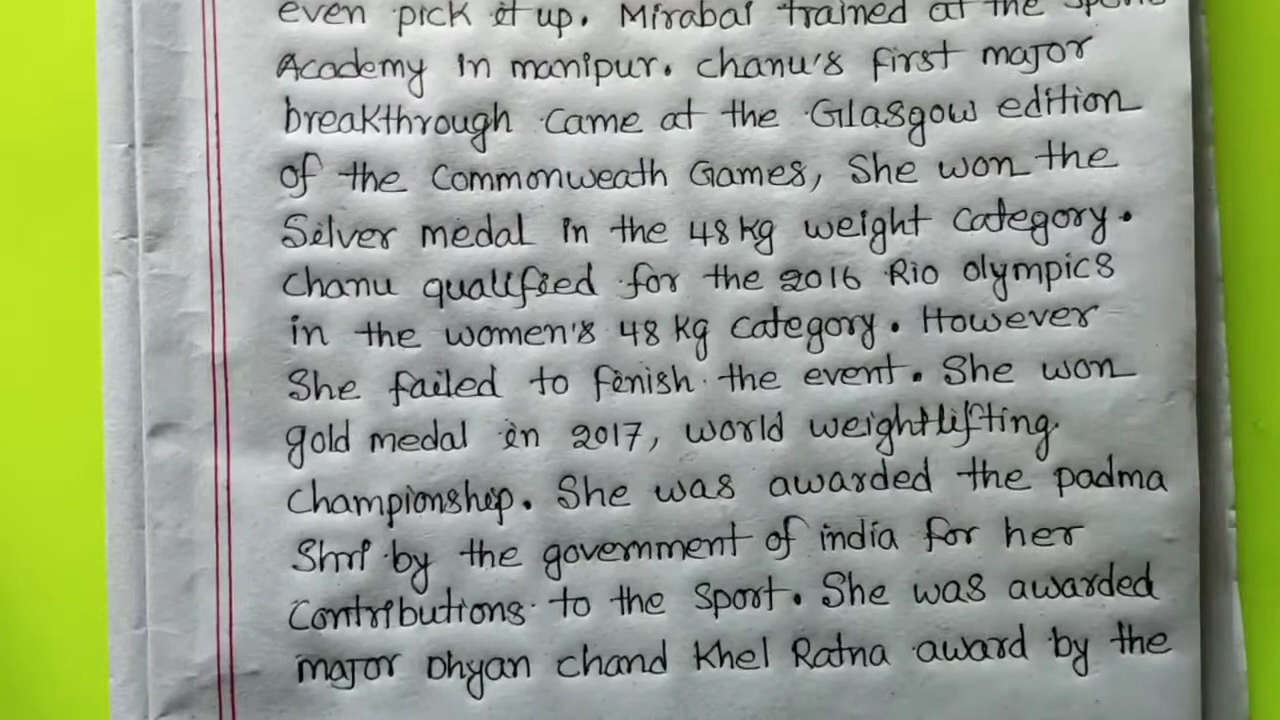 even pick it up. Mirabai trained at the Sports
Academy in manipur. chanu's first major
breakthrough came at the Glasgow edition
of the Commonweath Games, She won the
Silver medal in the 48 kg weight category.
Chanu qualified for the 2016 Rio olympics
in the women's 48 kg category. However
She failed to finish the event. She won
gold medal in 2017, world weightlifting
Championship. She was awarded the padma
Shri by the government of india for her
Contributions to the Sport. She was awarded
major Dhyan chand Khel Ratna award by the